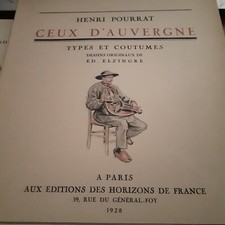 HENRI POURRAT
CEUX D'AUVERGNE
TYPES ET COUTUMES
DESSINS ORIGINAUX DE
ED. ELZINGRE
A PARIS
AUX EDITIONS DES HORIZONS DE FRANCE
39, RUE DU GÉNÉRAL-FOY
1928